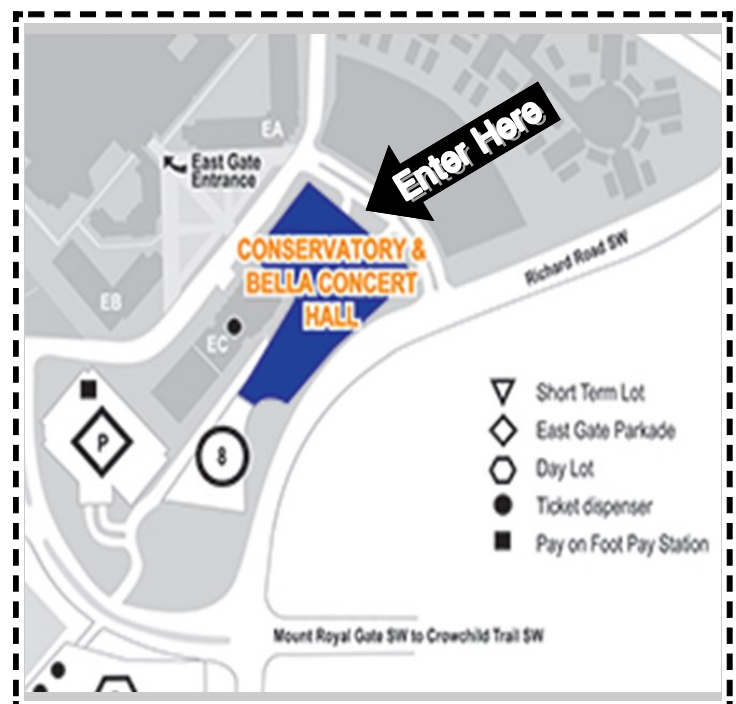 EA
East Gate
Entrance
Enter Here
CONSERVATORY &
BELLA CONCERT
HALL
Richard Road SW
EB
EC
P
8
Short Term Lot
East Gate Parkade
Day Lot
Ticket dispenser
Pay on Foot Pay Station
Mount Royal Gate SW to Crowchild Trail SW